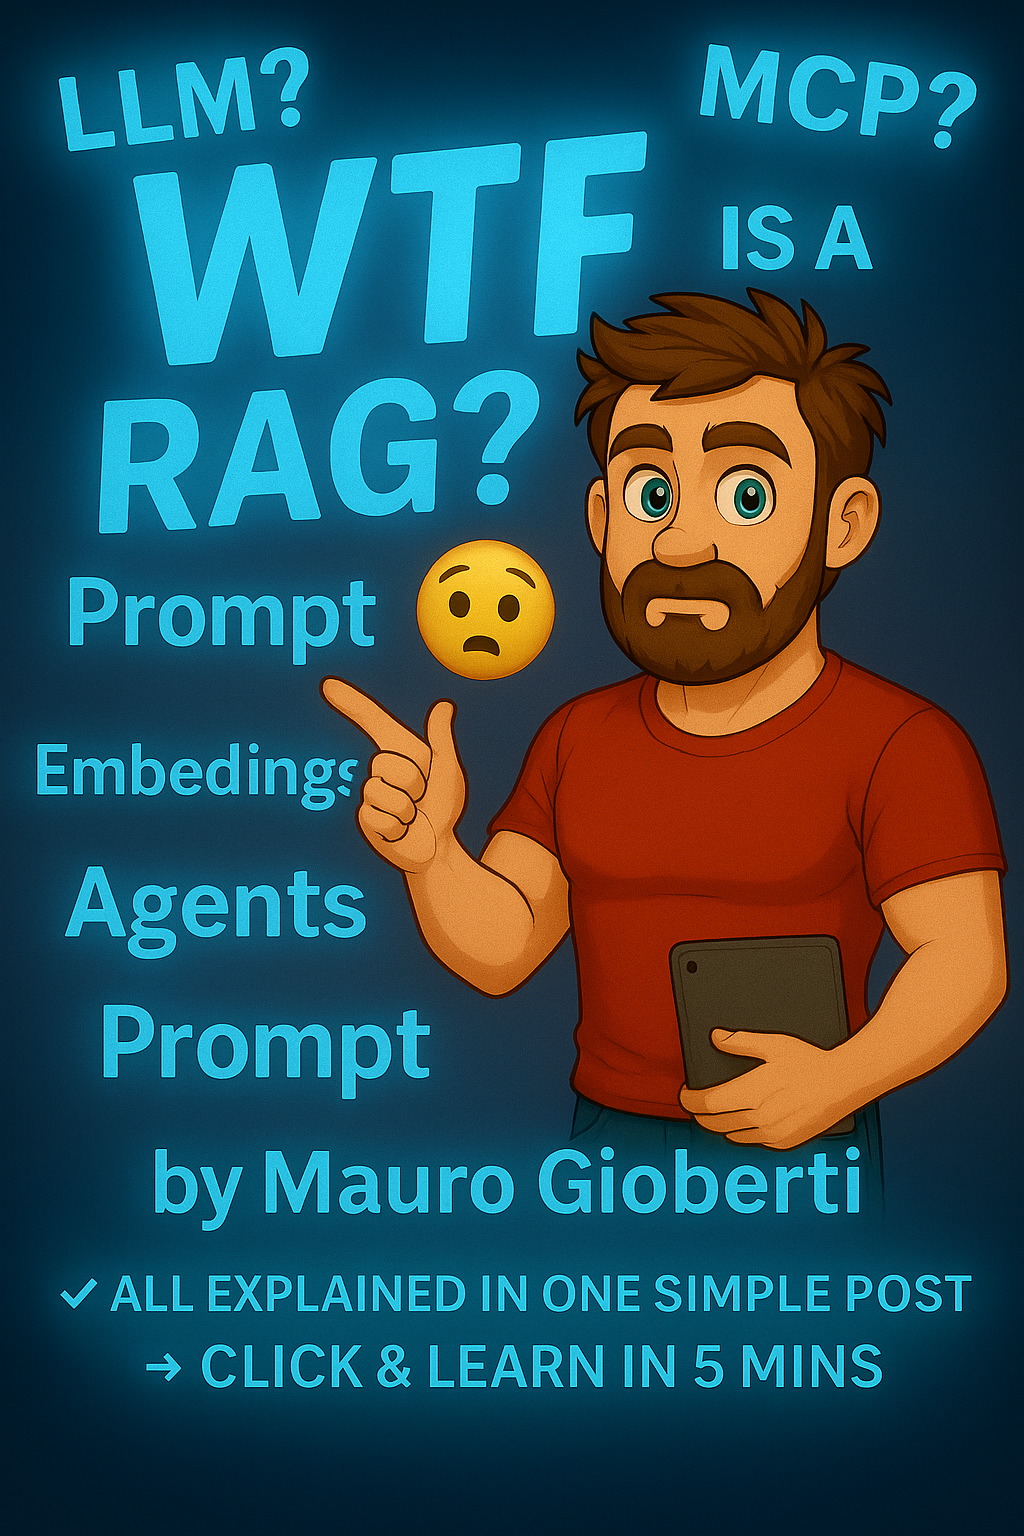 LLM?
MCP?
WTF
IS A
RAG?
Prompt
Embedings
Agents
Prompt
by Mauro Gioberti
✓ ALL EXPLAINED IN ONE SIMPLE POST
→ CLICK & LEARN IN 5 MINS